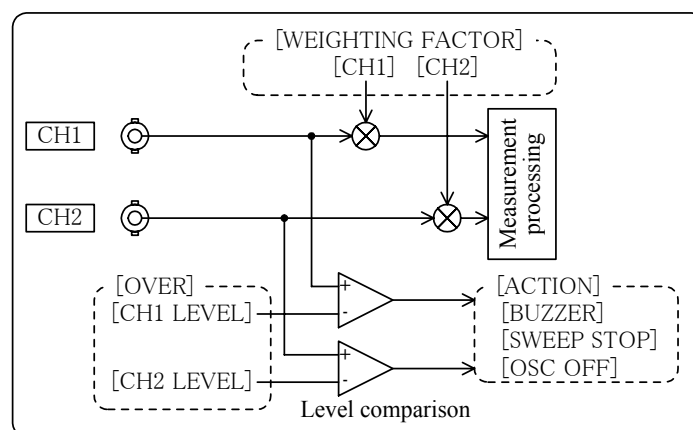 [WEIGHTING FACTOR]
[CH1] [CH2]
CH1
CH2
Measurement
processing
[OVER]
[CH1 LEVEL]
[CH2 LEVEL]
+
-
+
-
[ACTION]
[BUZZER]
[SWEEP STOP]
[OSC OFF]
Level comparison